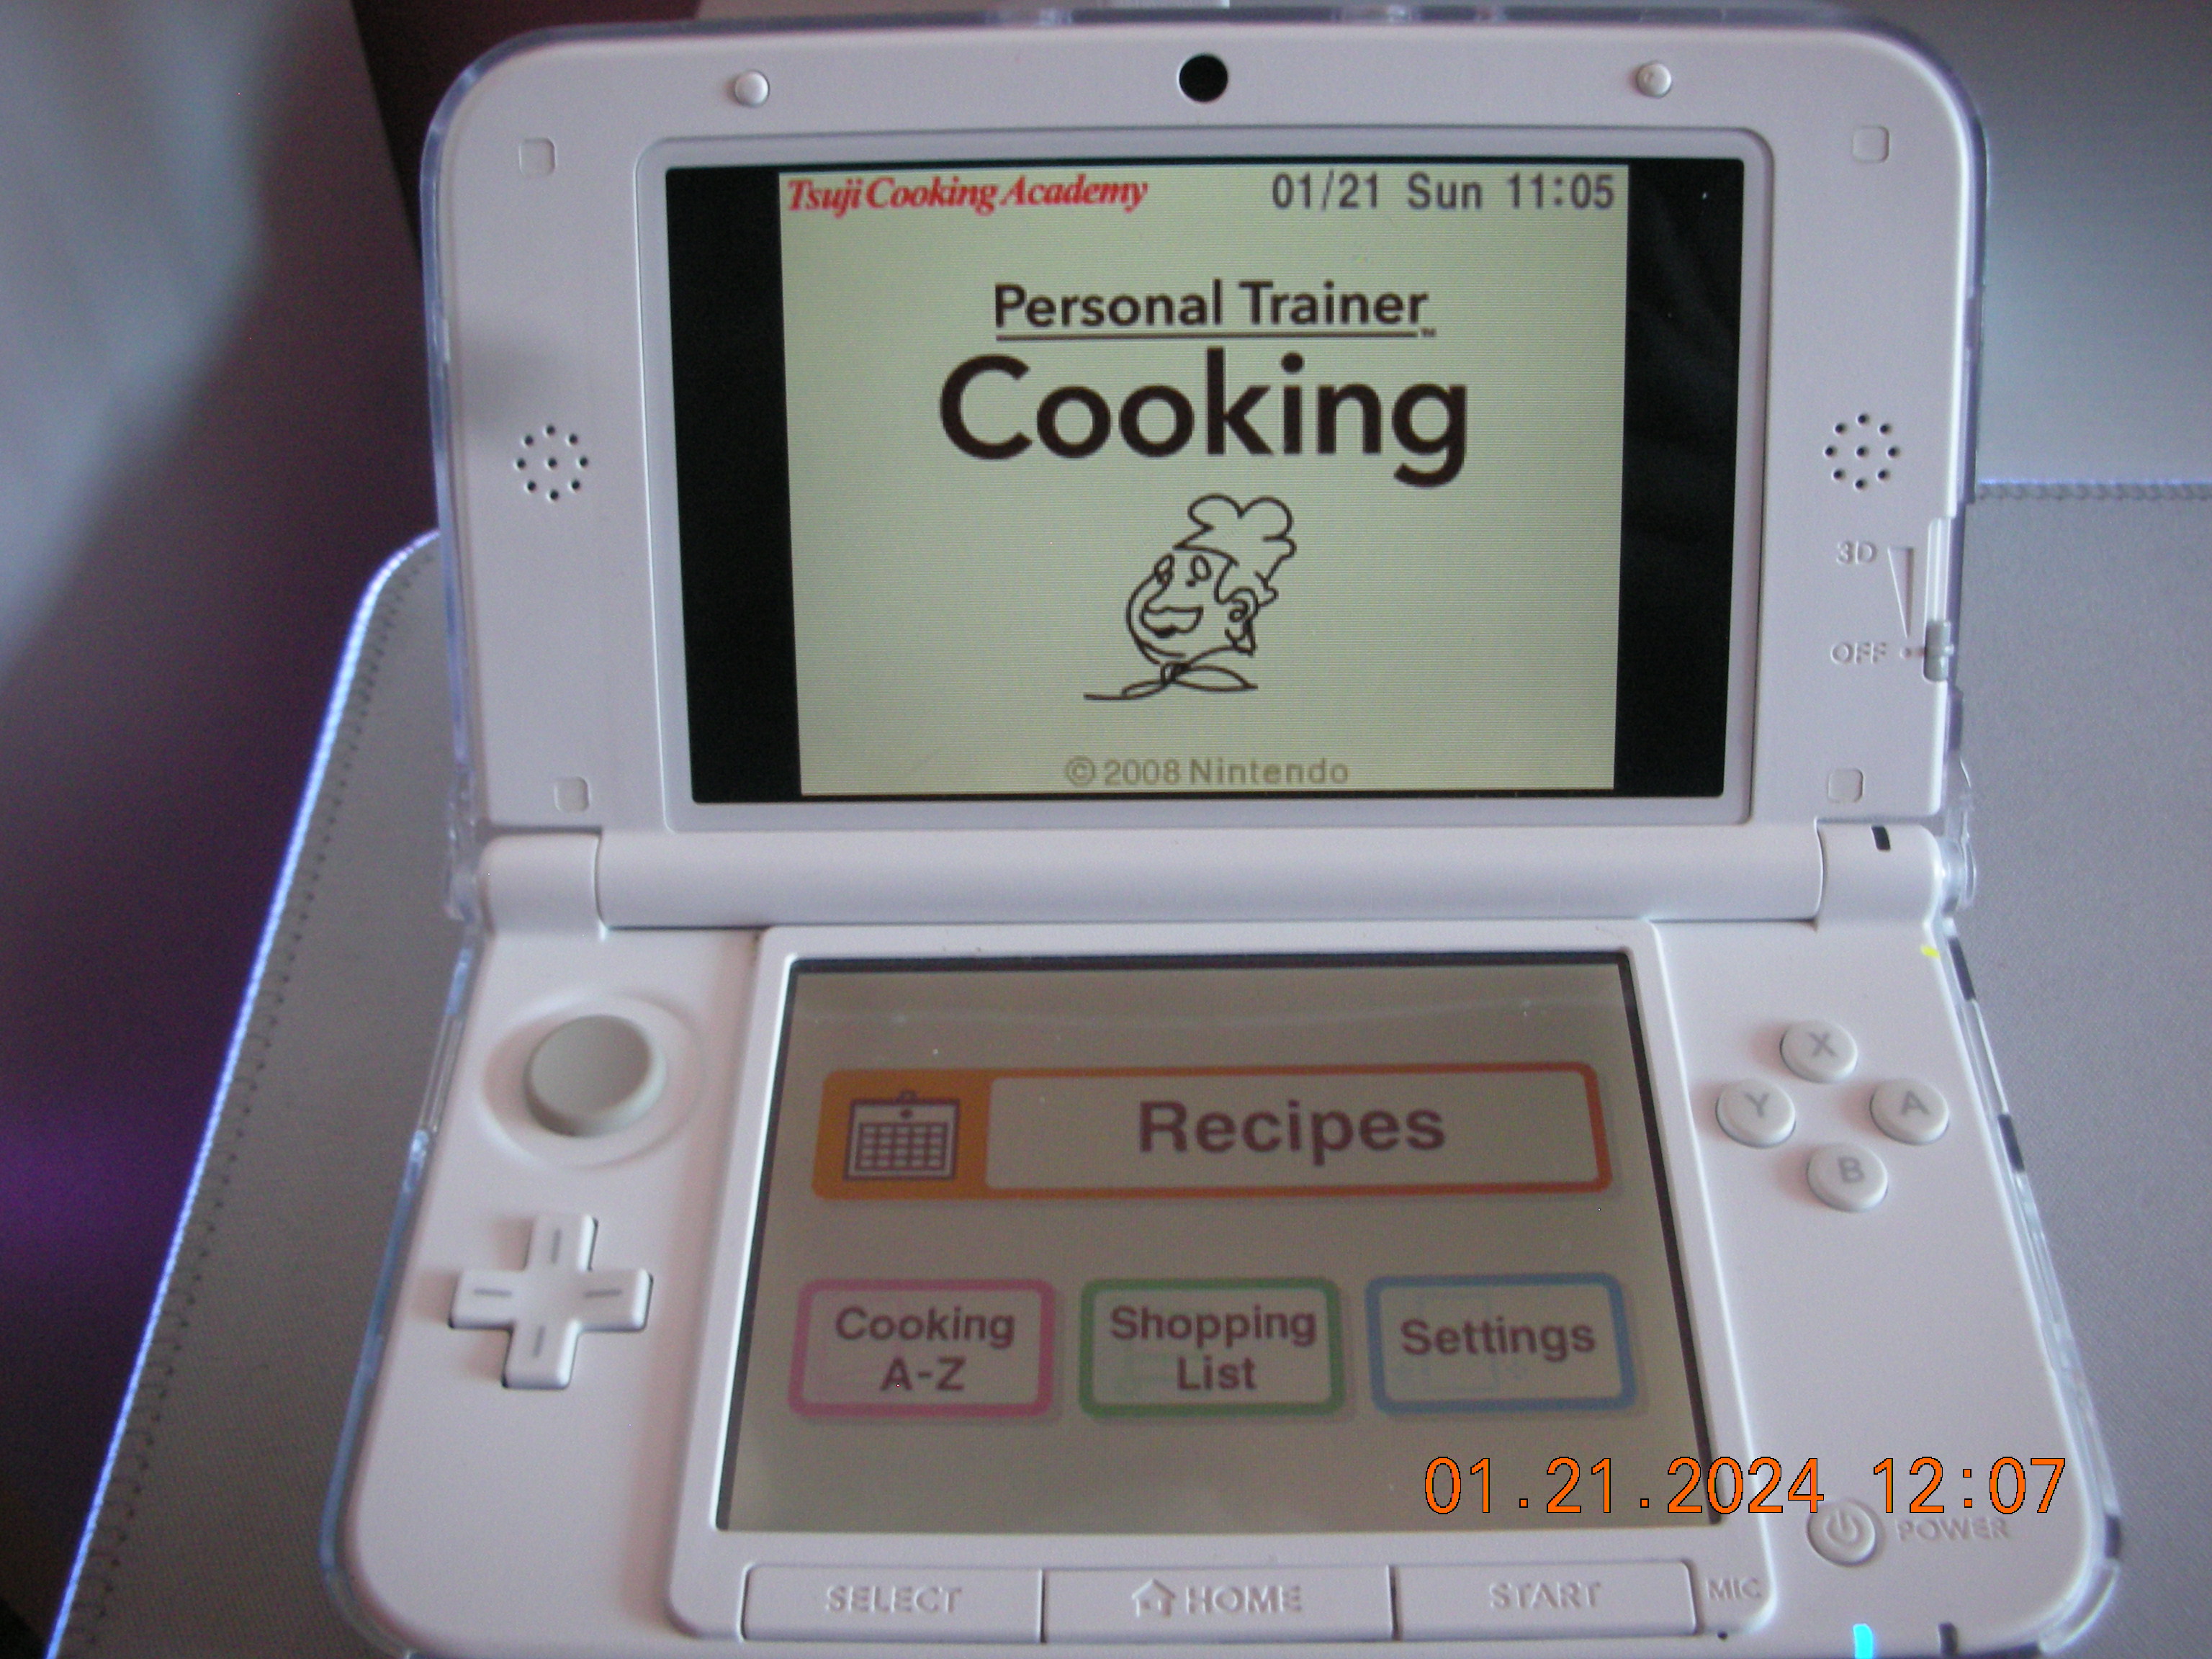 Tsuji Cooking Academy 01/21 Sun 11:05
Personal Trainer™
Cooking
© 2008 Nintendo
3D
OFF
Recipes
Cooking
A-Z
Shopping
List
Settings
X
Y
A
B
01.21.2024 12:07
POWER
SELECT
HOME
START
MIC